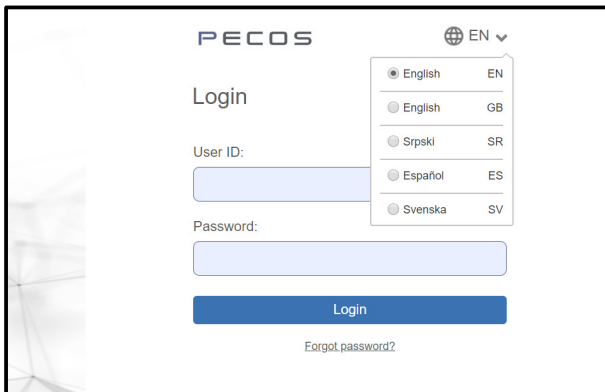 PECOS
EN
English EN
English GB
Srpski SR
Español ES
Svenska SV
Login
User ID:
Password:
Login
Forgot password?